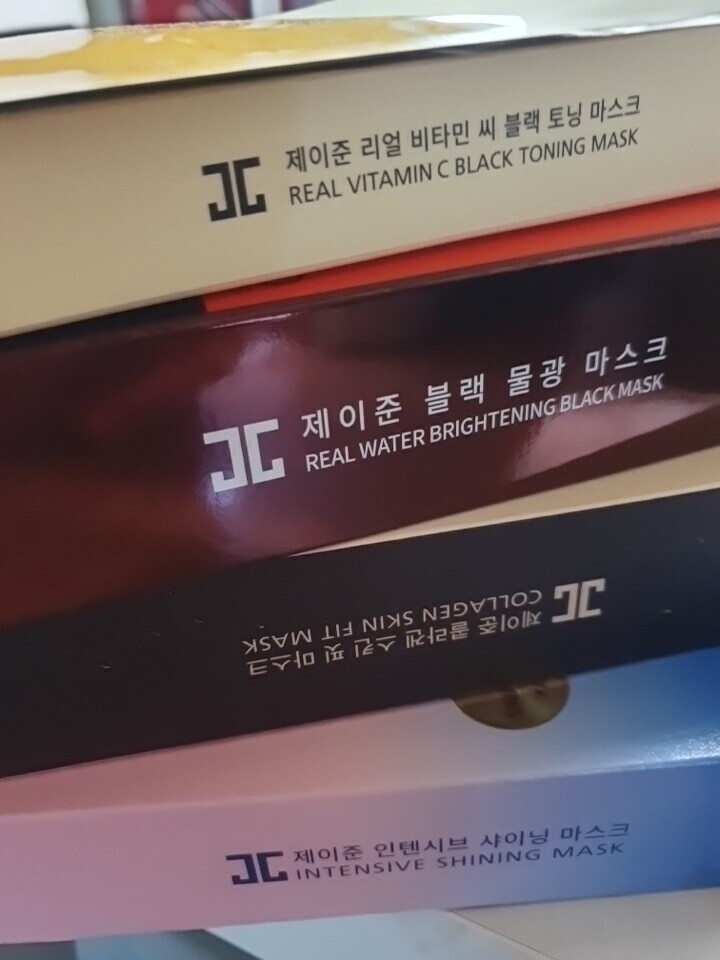 제이준 리얼 비타민 씨 블랙 토닝 마스크
REAL VITAMIN C BLACK TONING MASK
제이준 블랙 물광 마스크
REAL WATER BRIGHTENING BLACK MASK
제이준 콜라겐 스킨 핏 마스크
COLLAGEN SKIN FIT MASK
제이준 인텐시브 샤이닝 마스크
INTENSIVE SHINING MASK